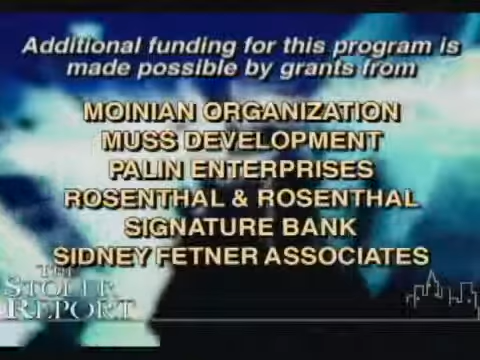 Additional funding for this program is
made possible by grants from
MOINIAN ORGANIZATION
MUSS DEVELOPMENT
PALIN ENTERPRISES
ROSENTHAL & ROSENTHAL
SIGNATURE BANK
SIDNEY FETNER ASSOCIATES
THE
STOLER
REPORT